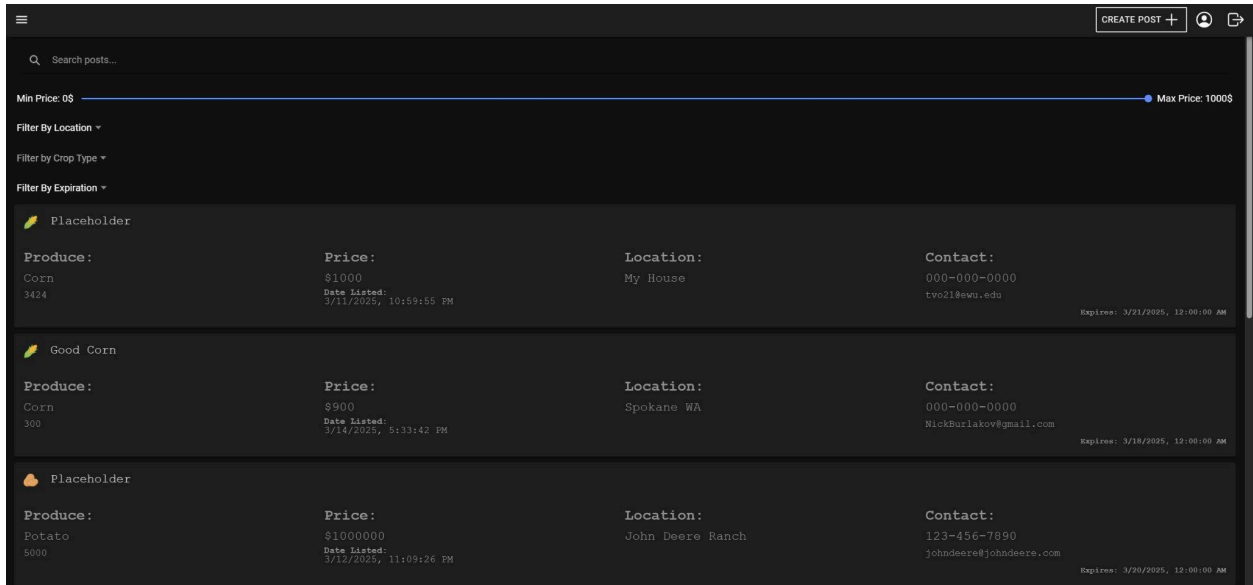 CREATE POST
Search posts...
Min Price: 0$ Max Price: 1000$
Filter By Location
Filter by Crop Type
Filter By Expiration
Placeholder
Produce: Price: Location: Contact:
Corn $1000 My House 000-000-0000
3424 Date Listed: tvo21@ewu.edu
3/11/2025, 10:59:55 PM
Expires: 3/21/2025, 12:00:00 AM
Good Corn
Produce: Price: Location: Contact:
Corn $900 Spokane WA 000-000-0000
300 Date Listed: NickBurlakov@gmail.com
3/14/2025, 5:33:42 PM
Expires: 3/18/2025, 12:00:00 AM
Placeholder
Produce: Price: Location: Contact:
Potato $1000000 John Deere Ranch 123-456-7890
5000 Date Listed: johndeere@johndeere.com
3/12/2025, 11:09:26 PM
Expires: 3/20/2025, 12:00:00 AM